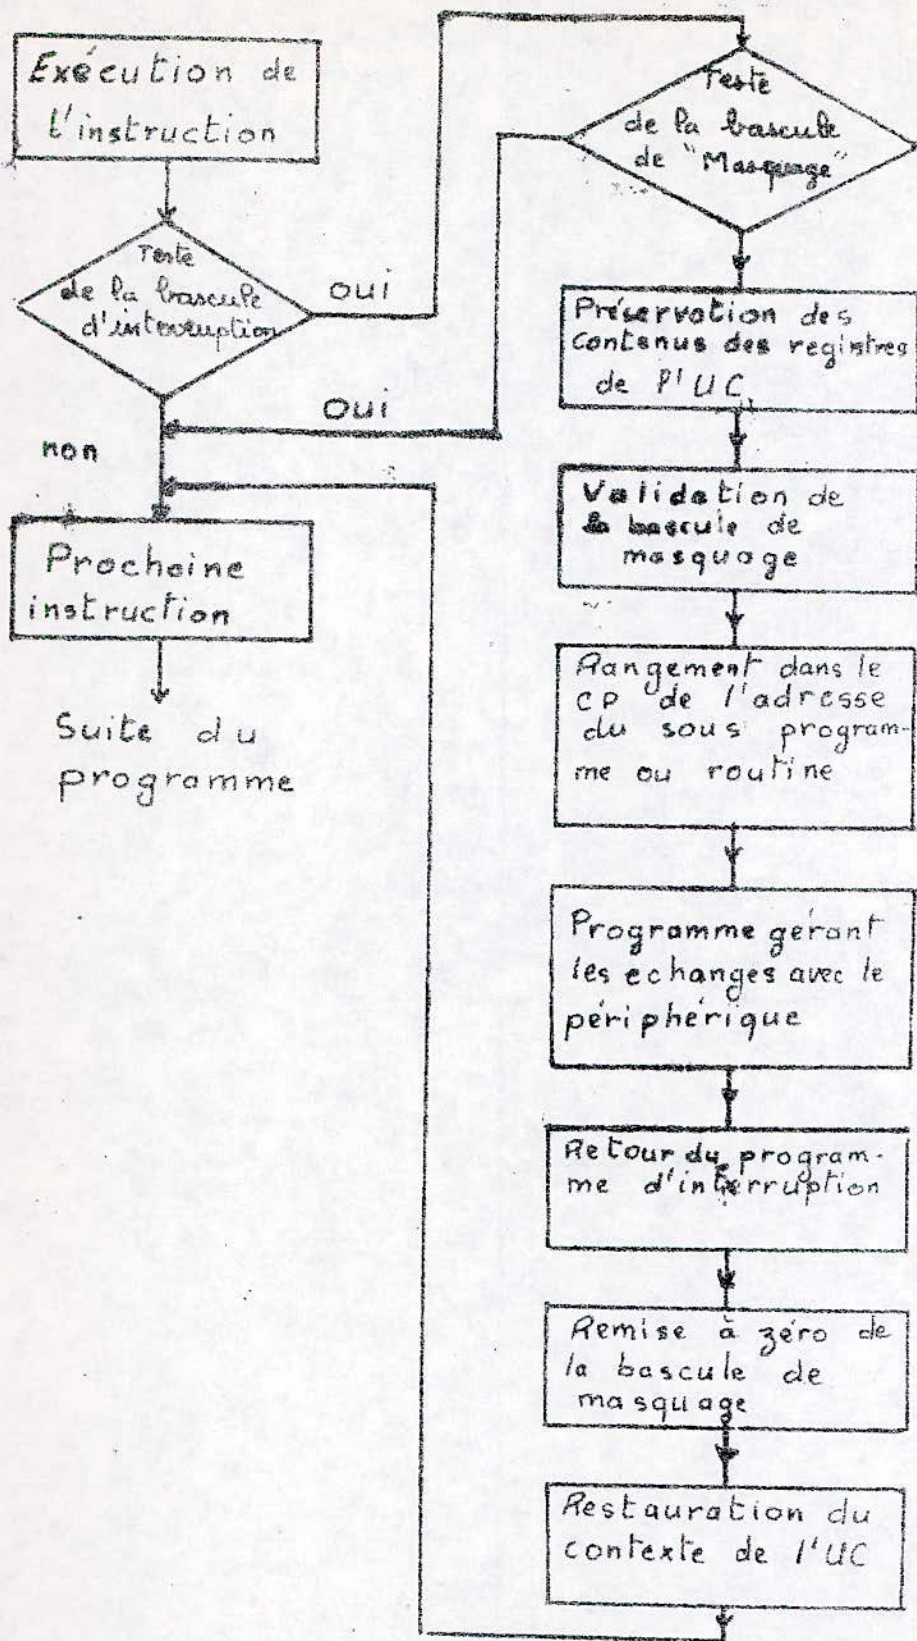 Exécution de
l'instruction
Teste
de la bascule
d'interruption
oui
non
oui
Prochaine
instruction
Suite du
programme
Teste
de la bascule
de "Masquage"
Préservation des
Contenus des registres
de l'UC
Validation de
la bascule de
masquage
Rangement dans le
CP de l'adresse
du sous program-
me ou routine
Programme gérant
les echanges avec le
périphérique
Retour du program-
me d'interruption
Remise à zéro de
la bascule de
masquage
Restauration du
contexte de l'UC